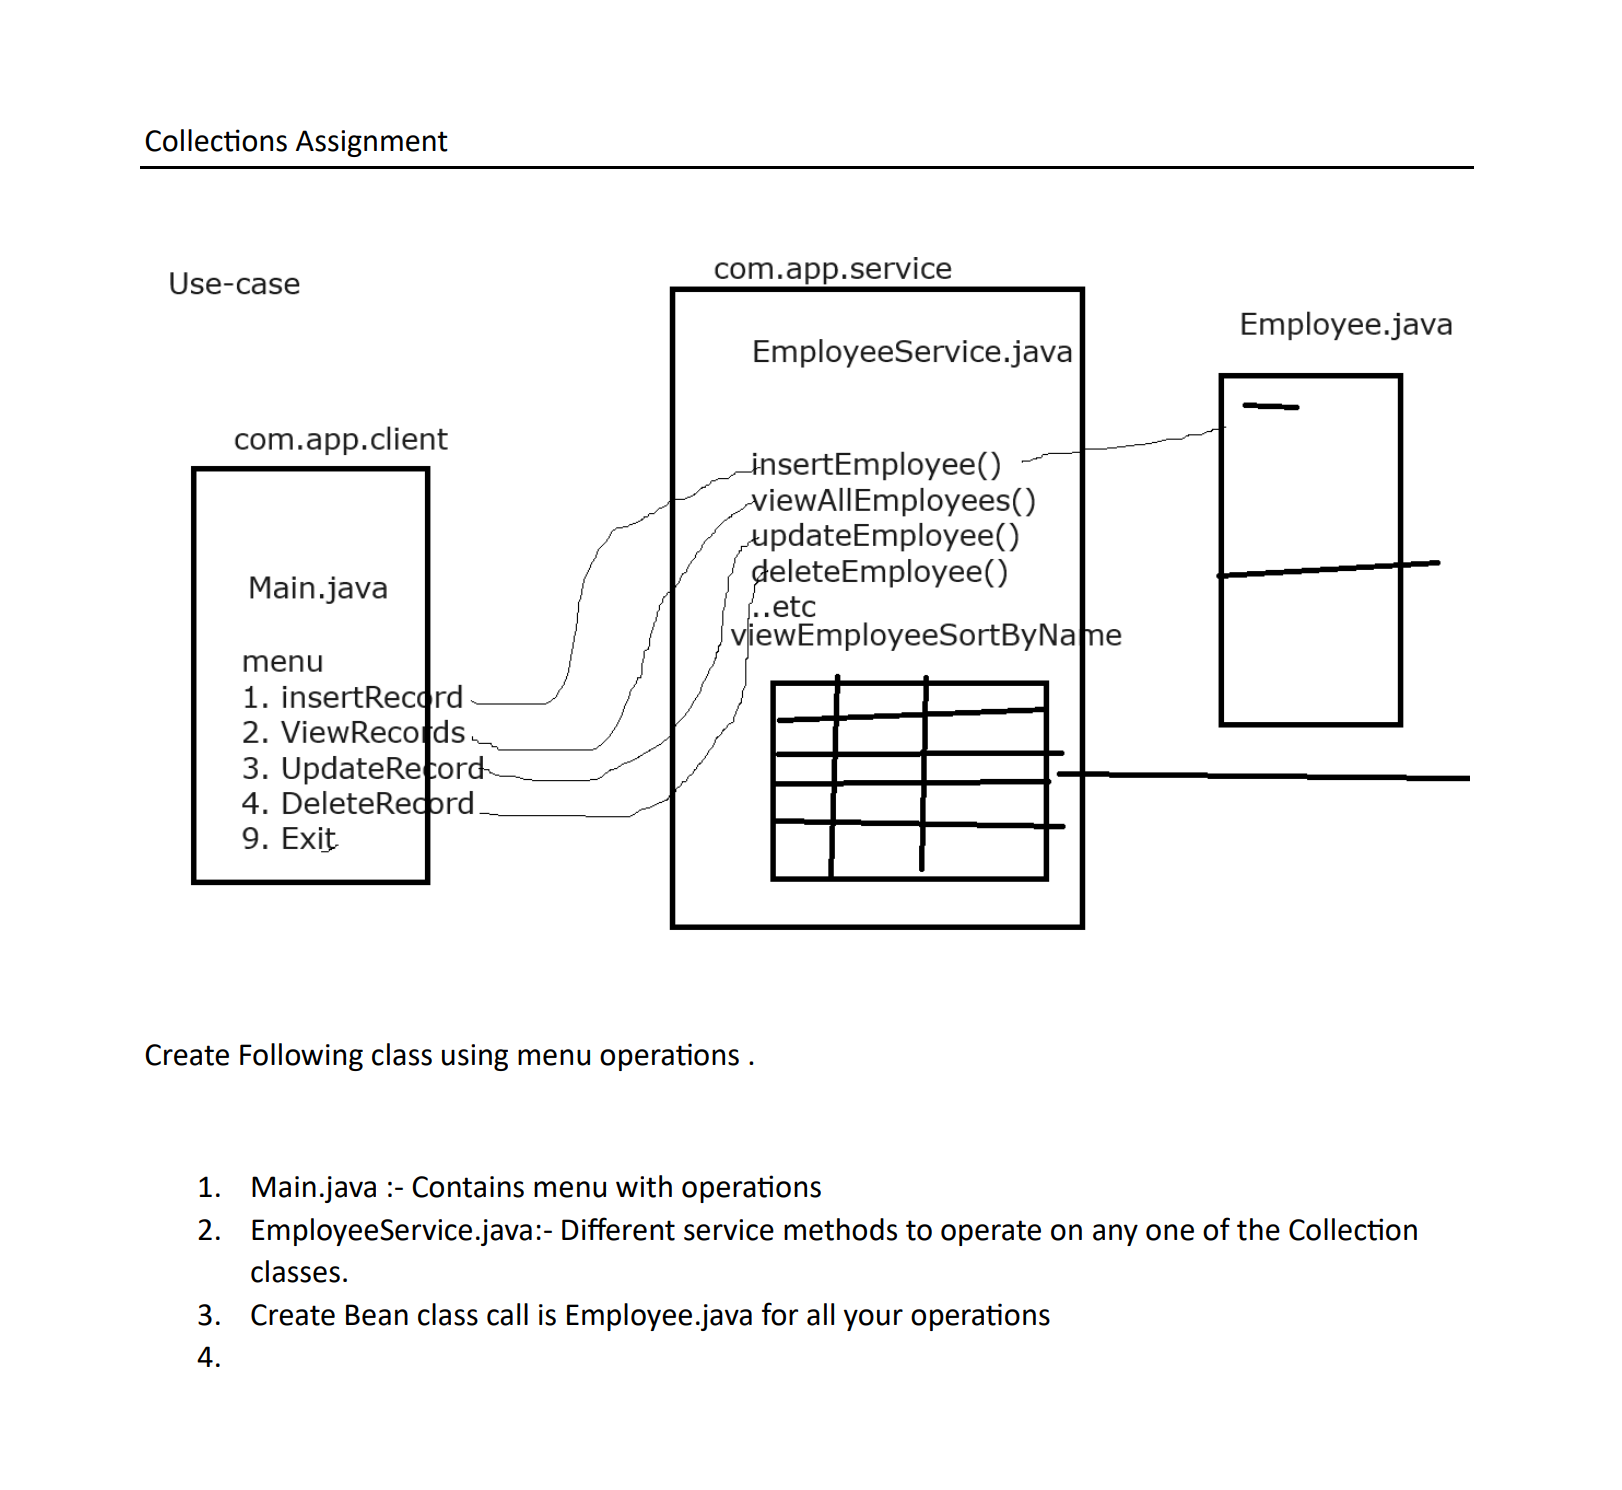 Collections Assignment
Use-case
com.app.service
EmployeeService.java
Employee.java
com.app.client
Main.java
menu
1. insertRecord
2. ViewRecords
3. UpdateRecord
4. DeleteRecord
9. Exit
insertEmployee()
viewAllEmployees()
updateEmployee()
deleteEmployee()
..etc
viewEmployeeSortByName
Create Following class using menu operations .
1. Main.java :- Contains menu with operations
2. EmployeeService.java:- Different service methods to operate on any one of the Collection
classes.
3. Create Bean class call is Employee.java for all your operations
4.